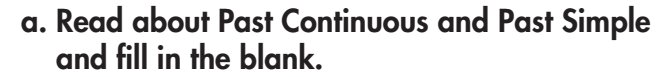 a. Read about Past Continuous and Past Simple
and fill in the blank.